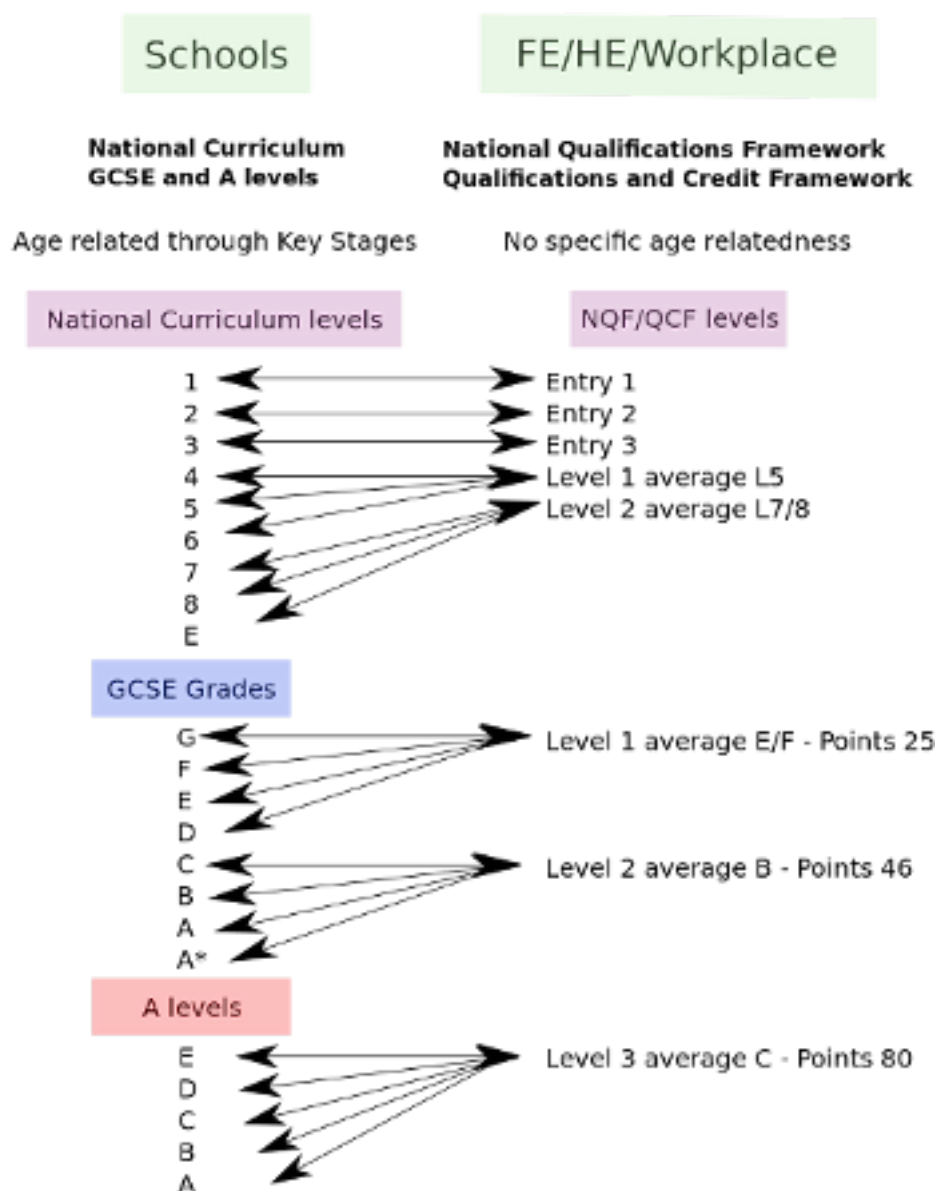 Schools
FE/HE/Workplace
National Curriculum
GCSE and A levels
National Qualifications Framework
Qualifications and Credit Framework
Age related through Key Stages
No specific age relatedness
National Curriculum levels
NQF/QCF levels
1
Entry 1
2
Entry 2
3
Entry 3
4
Level 1 average L5
5
Level 2 average L7/8
6
7
8
E
GCSE Grades
G
Level 1 average E/F - Points 25
F
E
D
C
Level 2 average B - Points 46
B
A
A*
A levels
E
Level 3 average C - Points 80
D
C
B
A